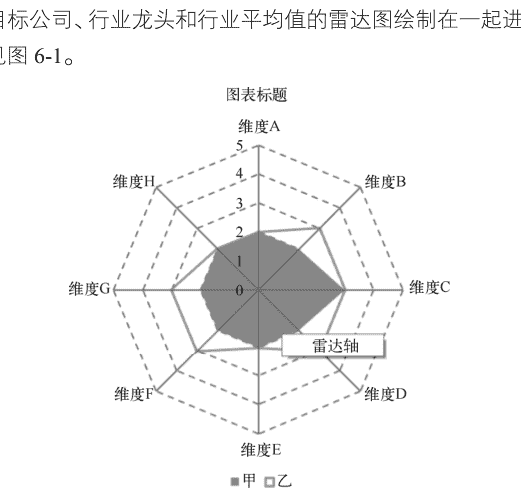 目标公司、行业龙头和行业平均值的雷达图绘制在一起进
见图 6-1。
图表标题
维度A
维度H
5
维度B
4
3
2
1
维度G
0
维度C
雷达轴
维度F
维度D
维度E
甲 乙